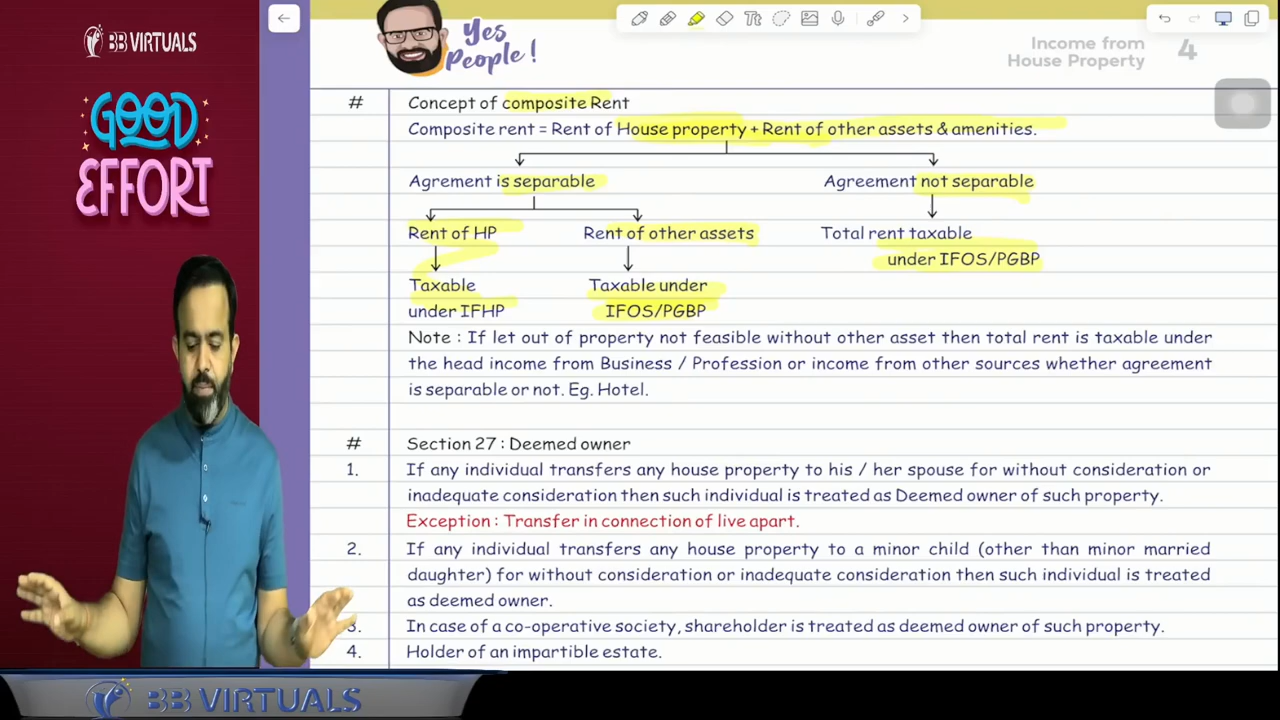 BB VIRTUALS
GOOD
EFFORT
Yes
People !
Tt
Income from
House Property
4
# Concept of composite Rent
Composite rent = Rent of House property + Rent of other assets & amenities.
Agrement is separable Agreement not separable
Rent of HP Rent of other assets Total rent taxable
under IFOS/PGBP
Taxable Taxable under
under IFHP IFOS/PGBP
Note : If let out of property not feasible without other asset then total rent is taxable under
the head income from Business / Profession or income from other sources whether agreement
is separable or not. Eg. Hotel.
# Section 27 : Deemed owner
1. If any individual transfers any house property to his / her spouse for without consideration or
inadequate consideration then such individual is treated as Deemed owner of such property.
Exception : Transfer in connection of live apart.
2. If any individual transfers any house property to a minor child (other than minor married
daughter) for without consideration or inadequate consideration then such individual is treated
as deemed owner.
3. In case of a co-operative society, shareholder is treated as deemed owner of such property.
4. Holder of an impartible estate.
BB VIRTUALS